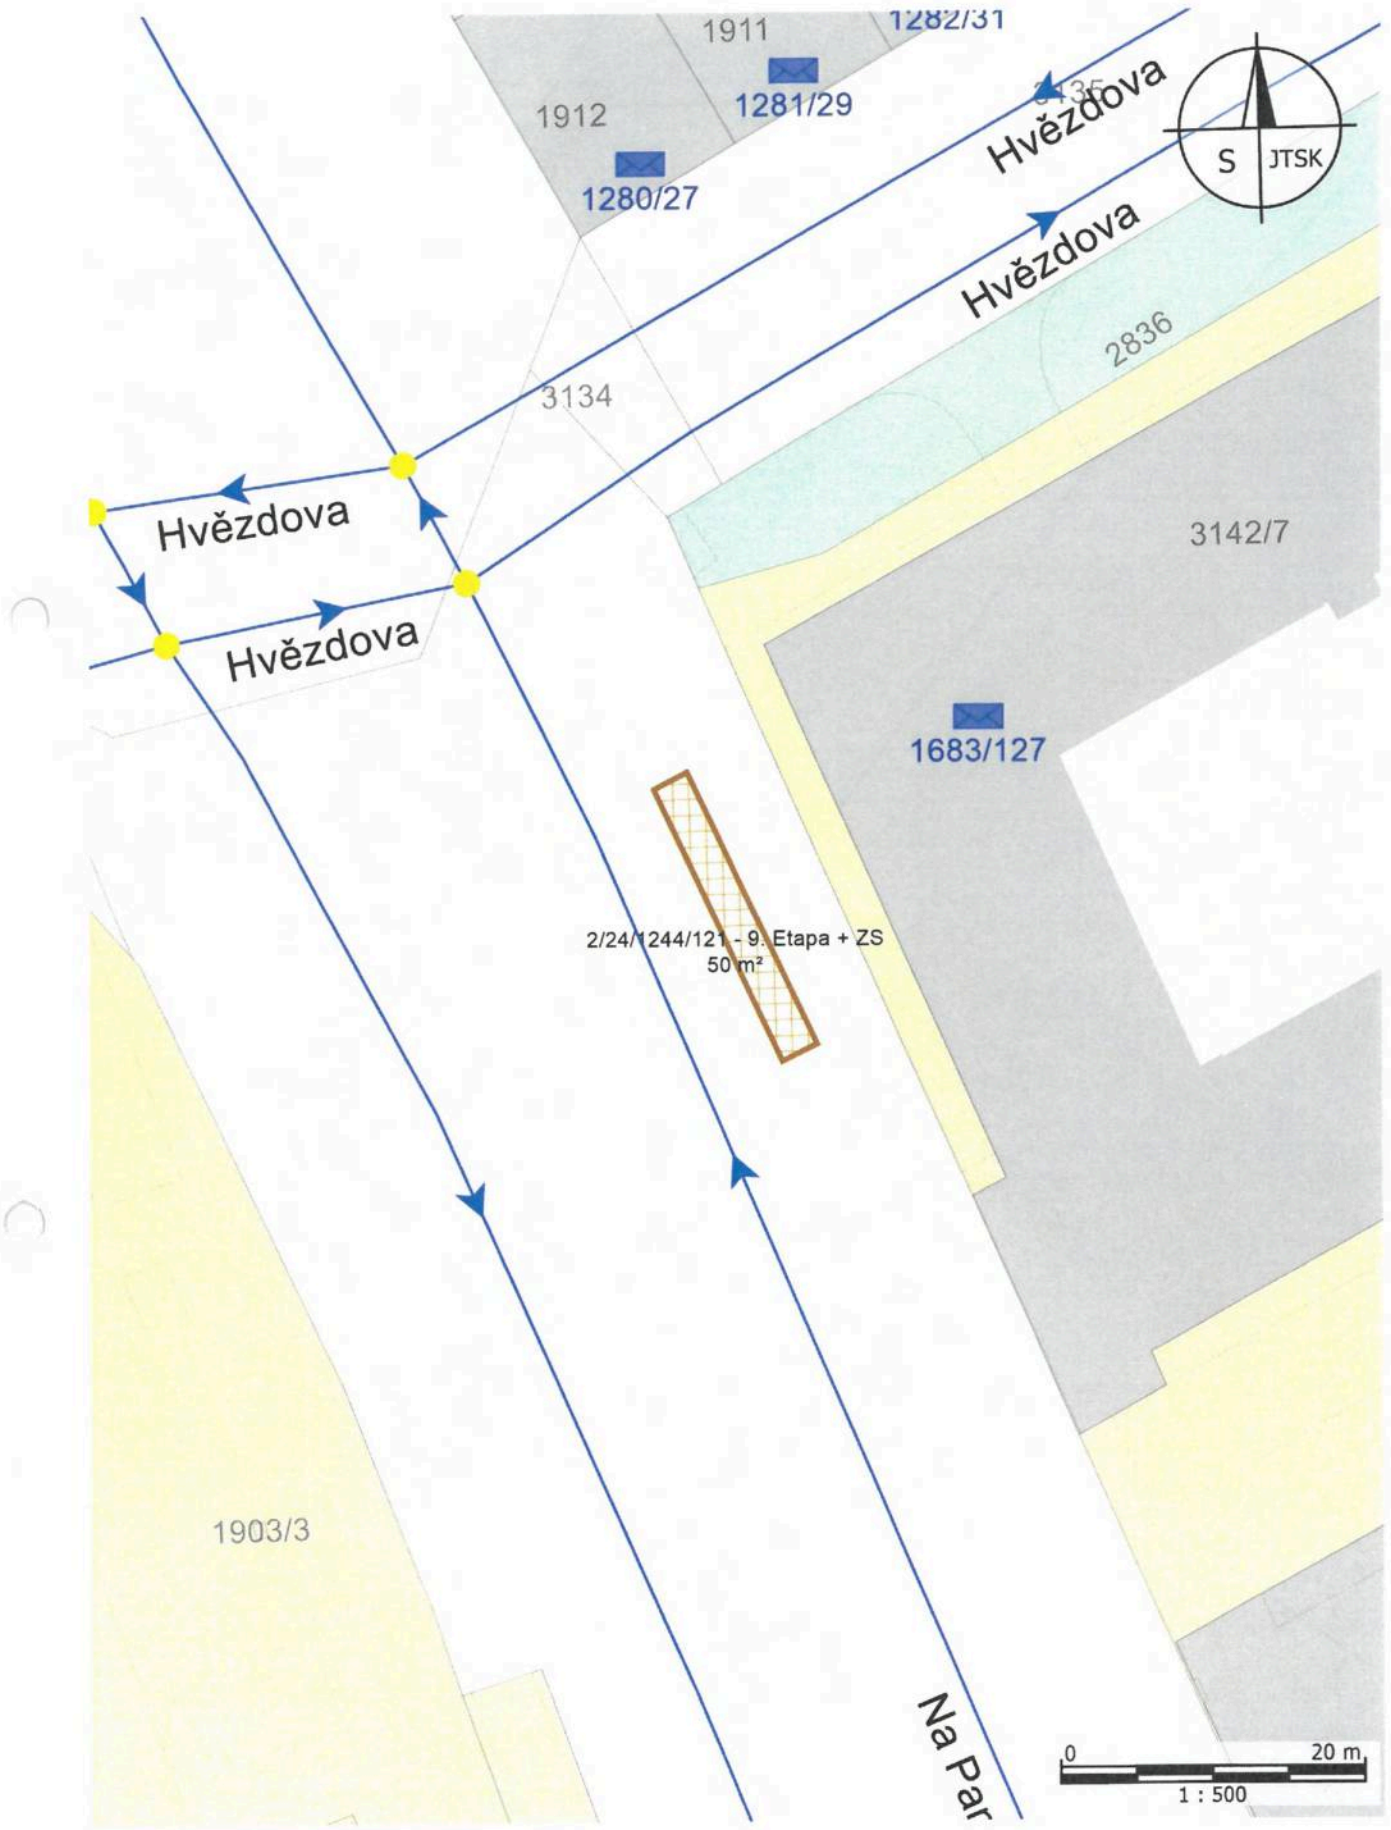 1282/31
1911
1281/29
1912
1280/27
3135
Hvězdova
S JTSK
Hvězdova
2836
3134
Hvězdova
3142/7
Hvězdova
1683/127
2/24/1244/121 - 9. Etapa + ZS
50 m²
1903/3
Na Par
0 20 m
1 : 500